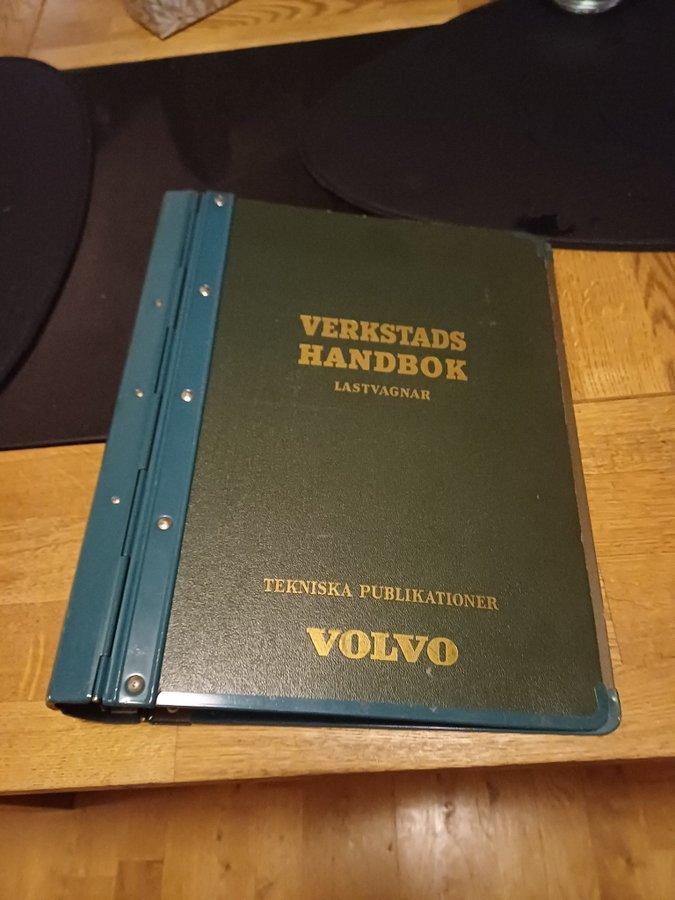 VERKSTADS
HANDBOK
LASTVAGNAR
TEKNISKA PUBLIKATIONER
VOLVO